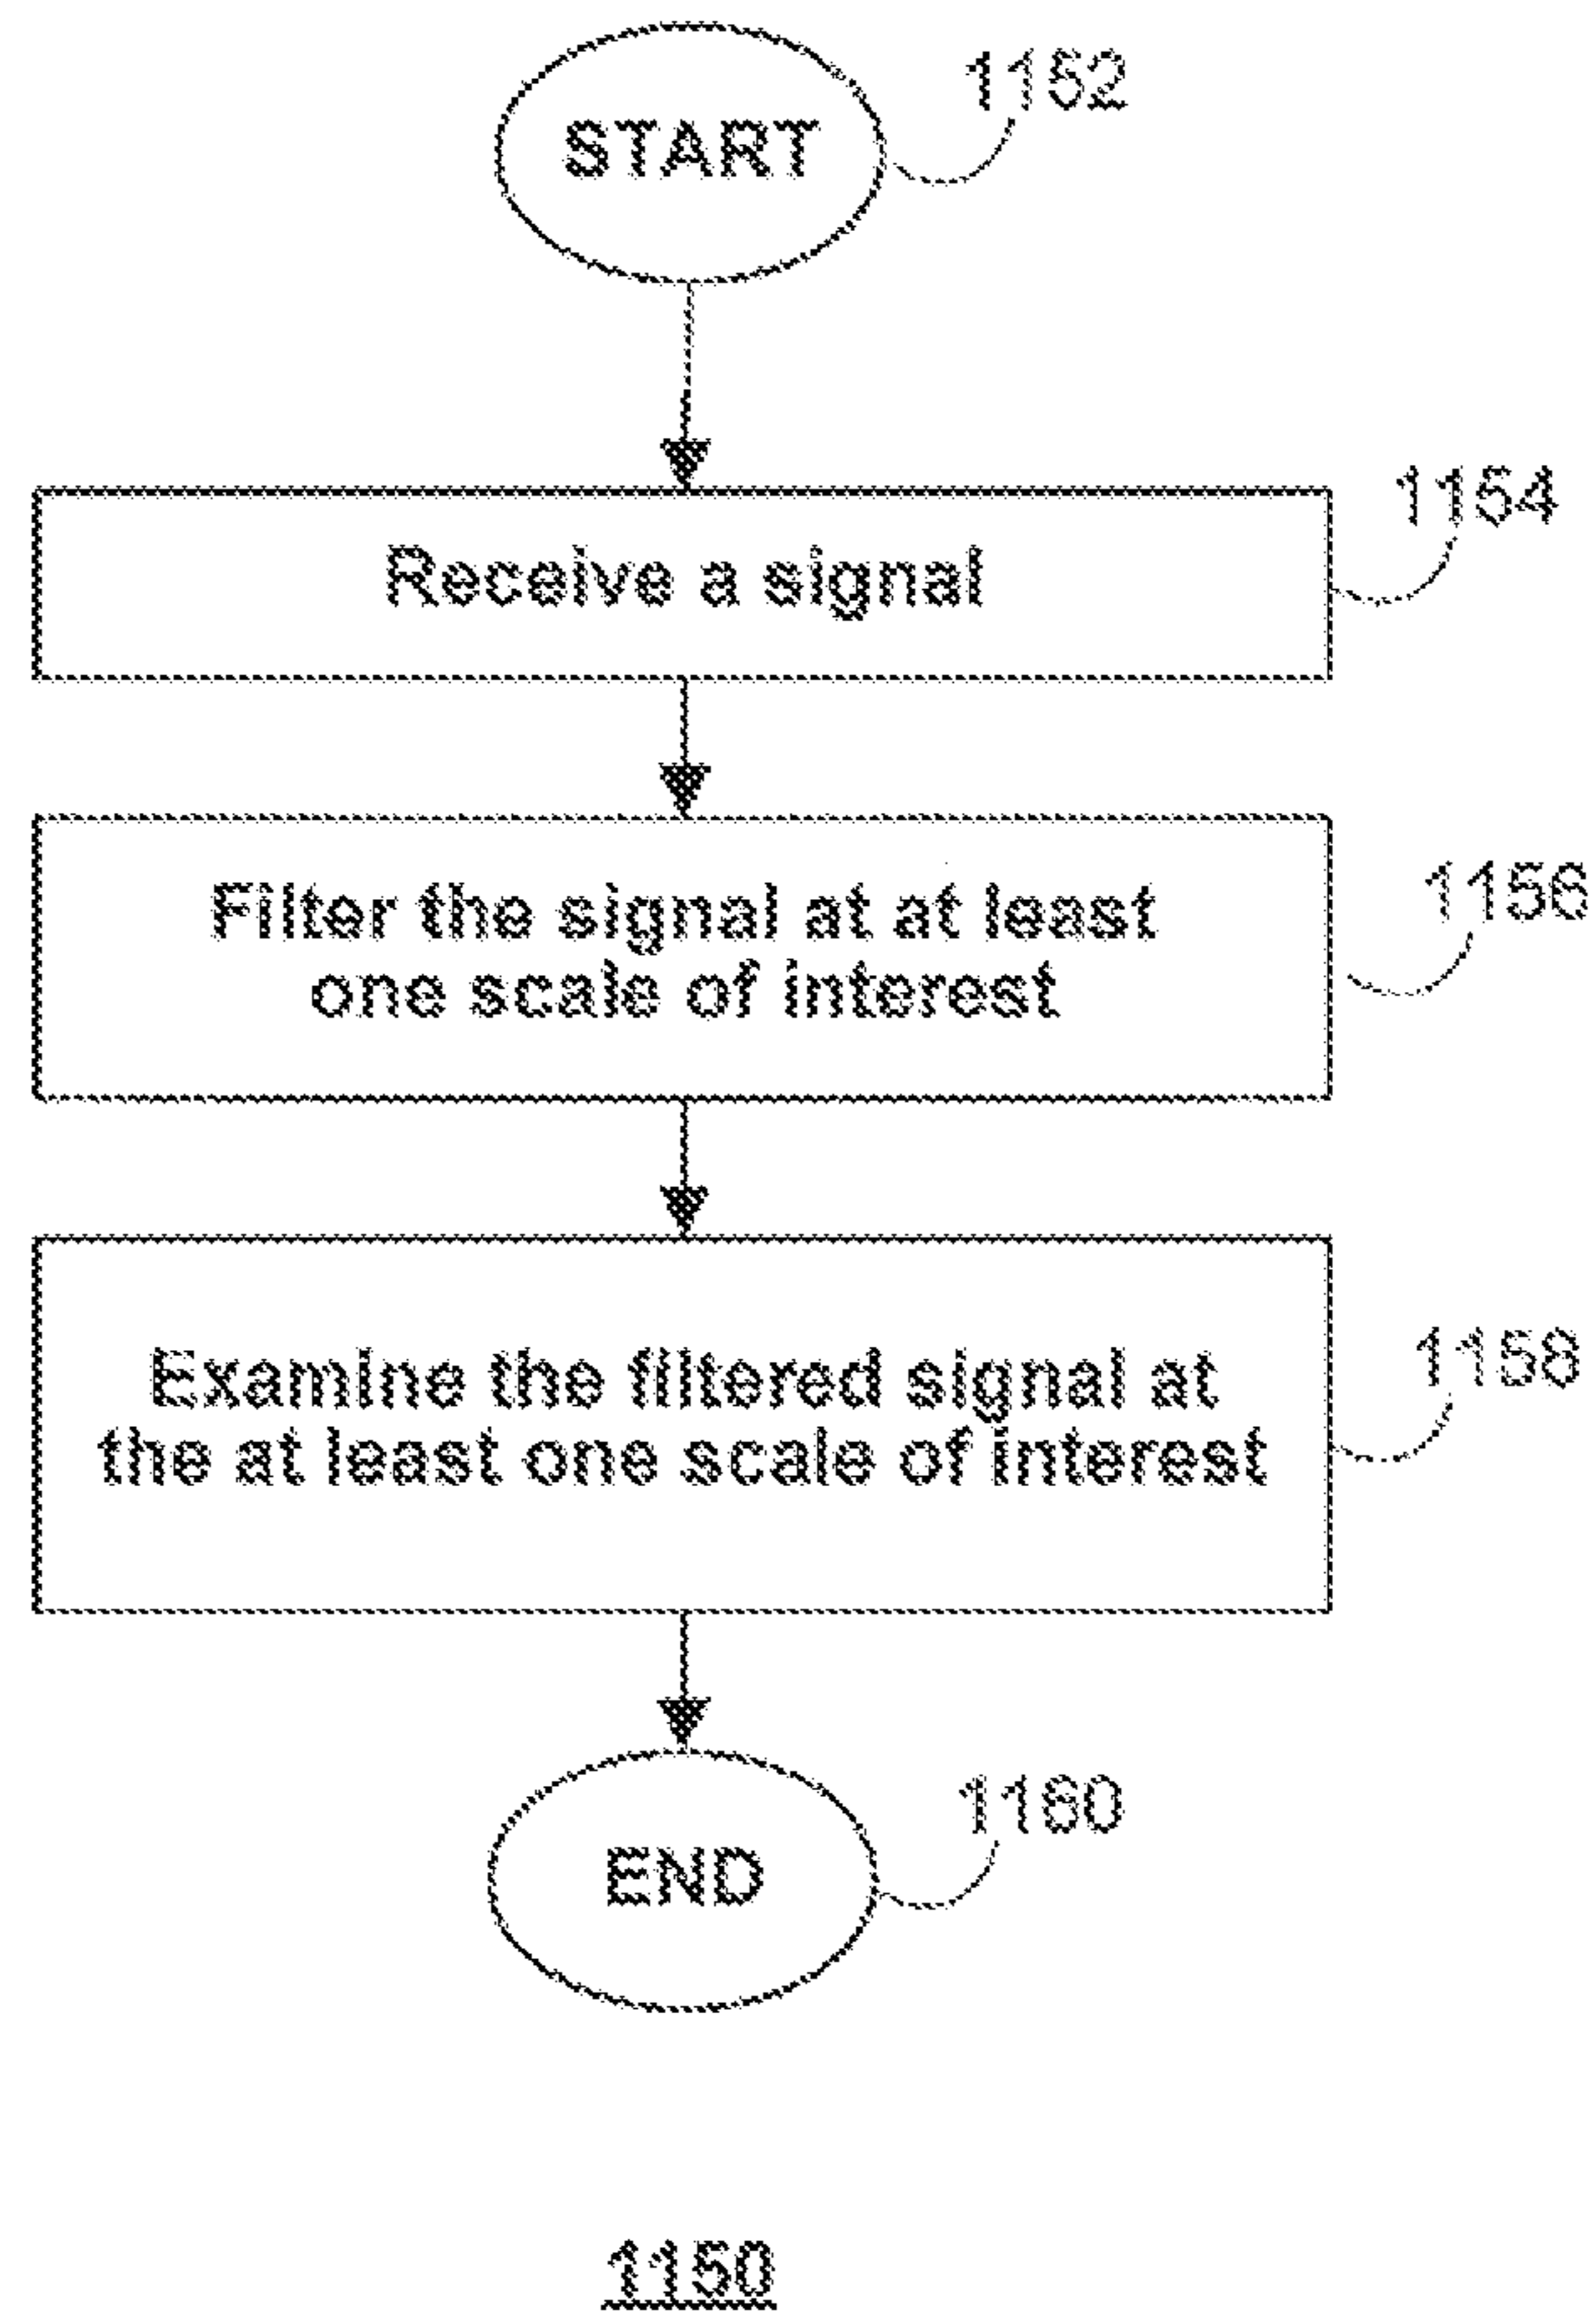 START
1152
Receive a signal
1154
Filter the signal at at least
one scale of interest
1156
Examine the filtered signal at
the at least one scale of interest
1158
END
1160
1150